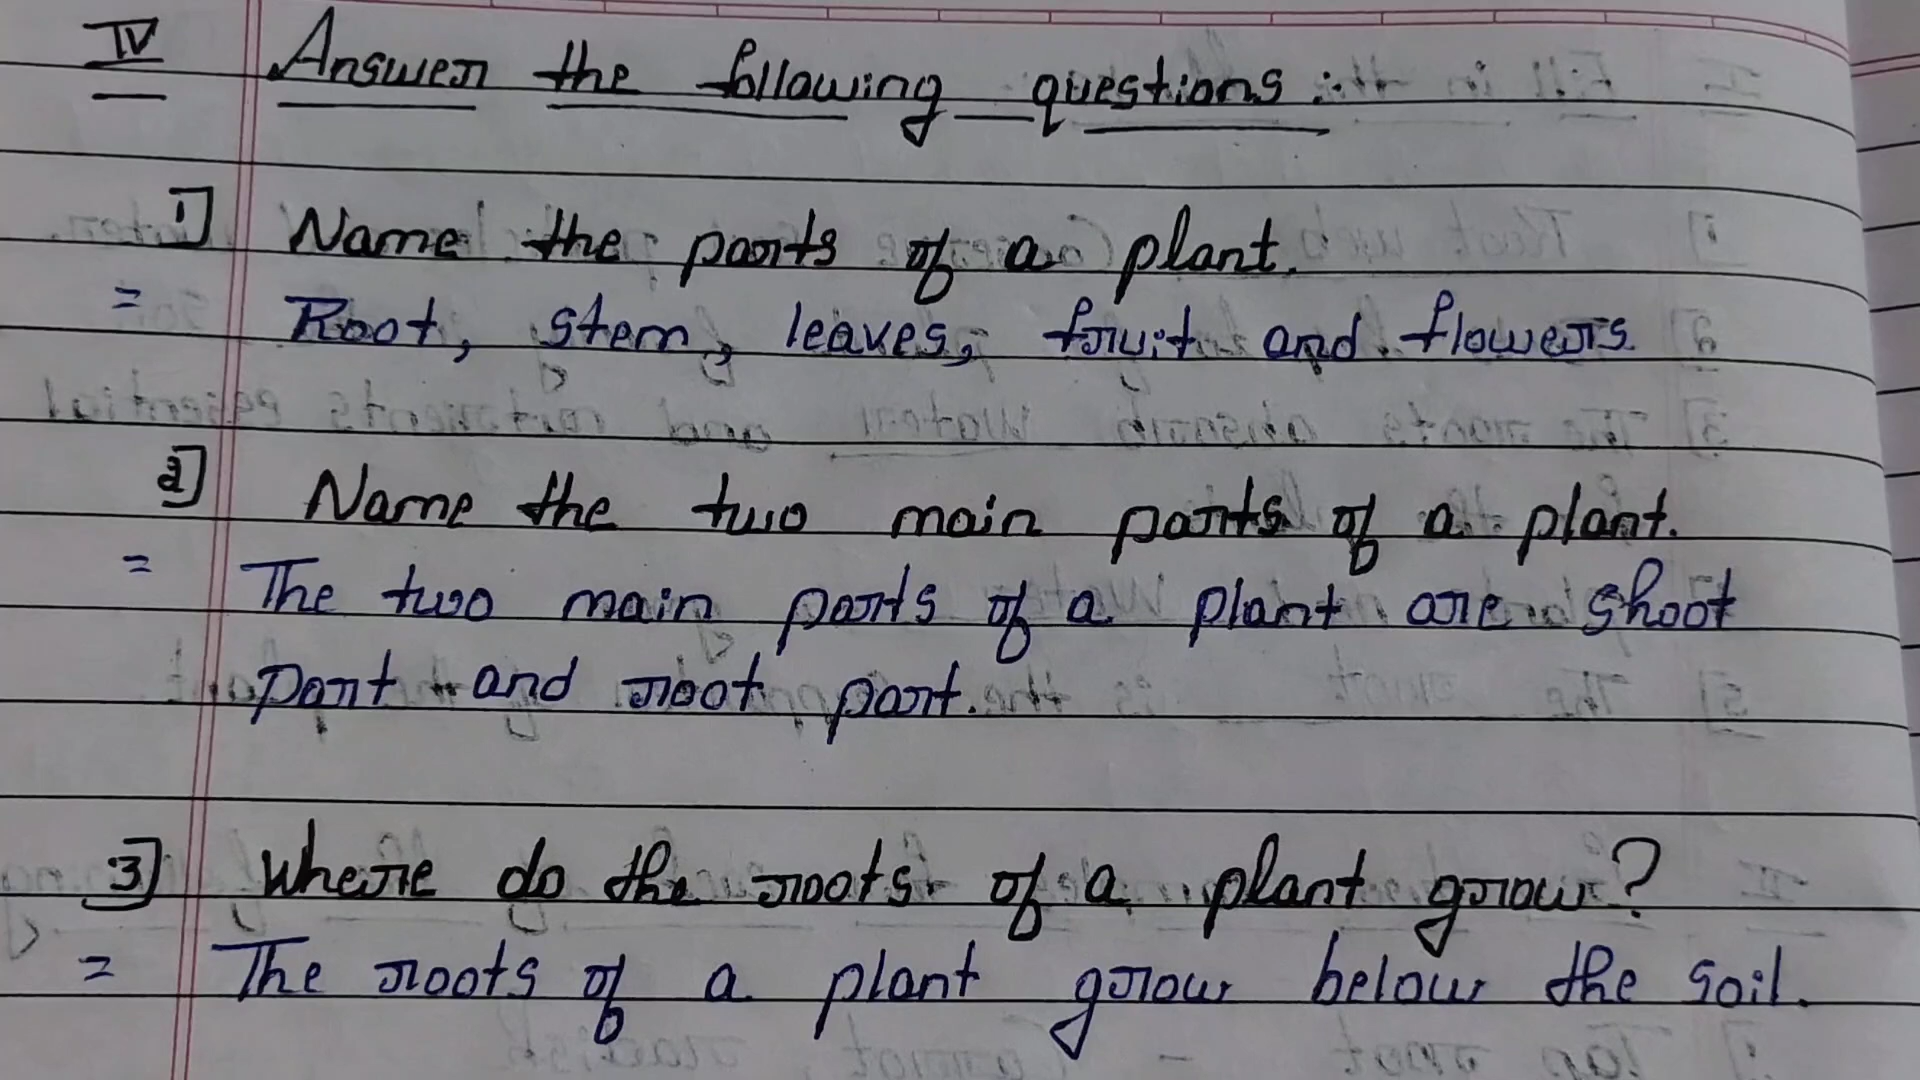 IV Answer the following questions :-
1] Name the parts of a plant.
= Root, stem, leaves, fruit and flowers
2] Name the two main parts of a plant.
= The two main parts of a plant are shoot
part and root part.
3] Where do the roots of a plant grow?
= The roots of a plant grow below the soil.